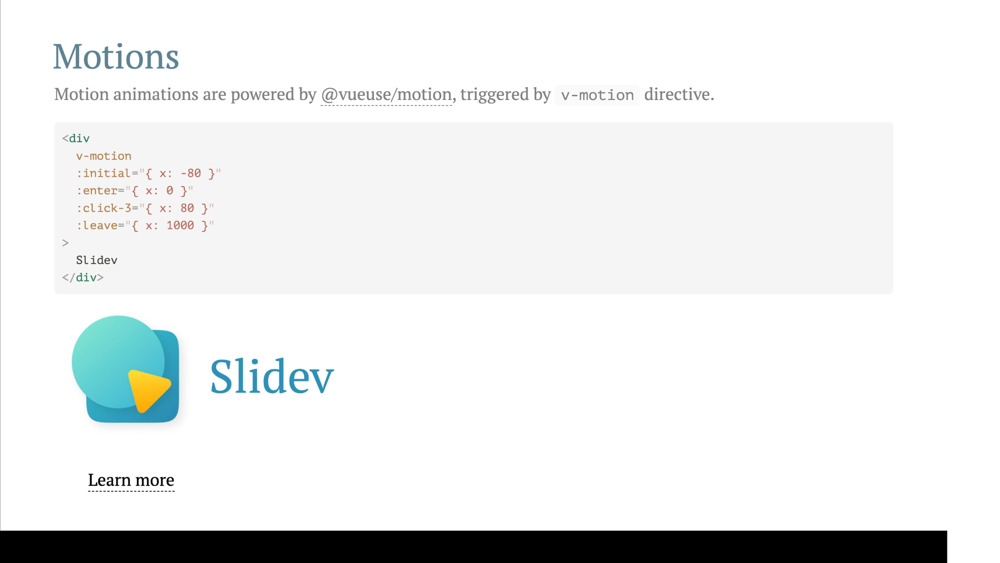 Motions
Motion animations are powered by @vueuse/motion, triggered by v-motion directive.
<div
  v-motion
  :initial="{ x: -80 }"
  :enter="{ x: 0 }"
  :click-3="{ x: 80 }"
  :leave="{ x: 1000 }"
>
  Slidev
</div>
Slidev
Learn more